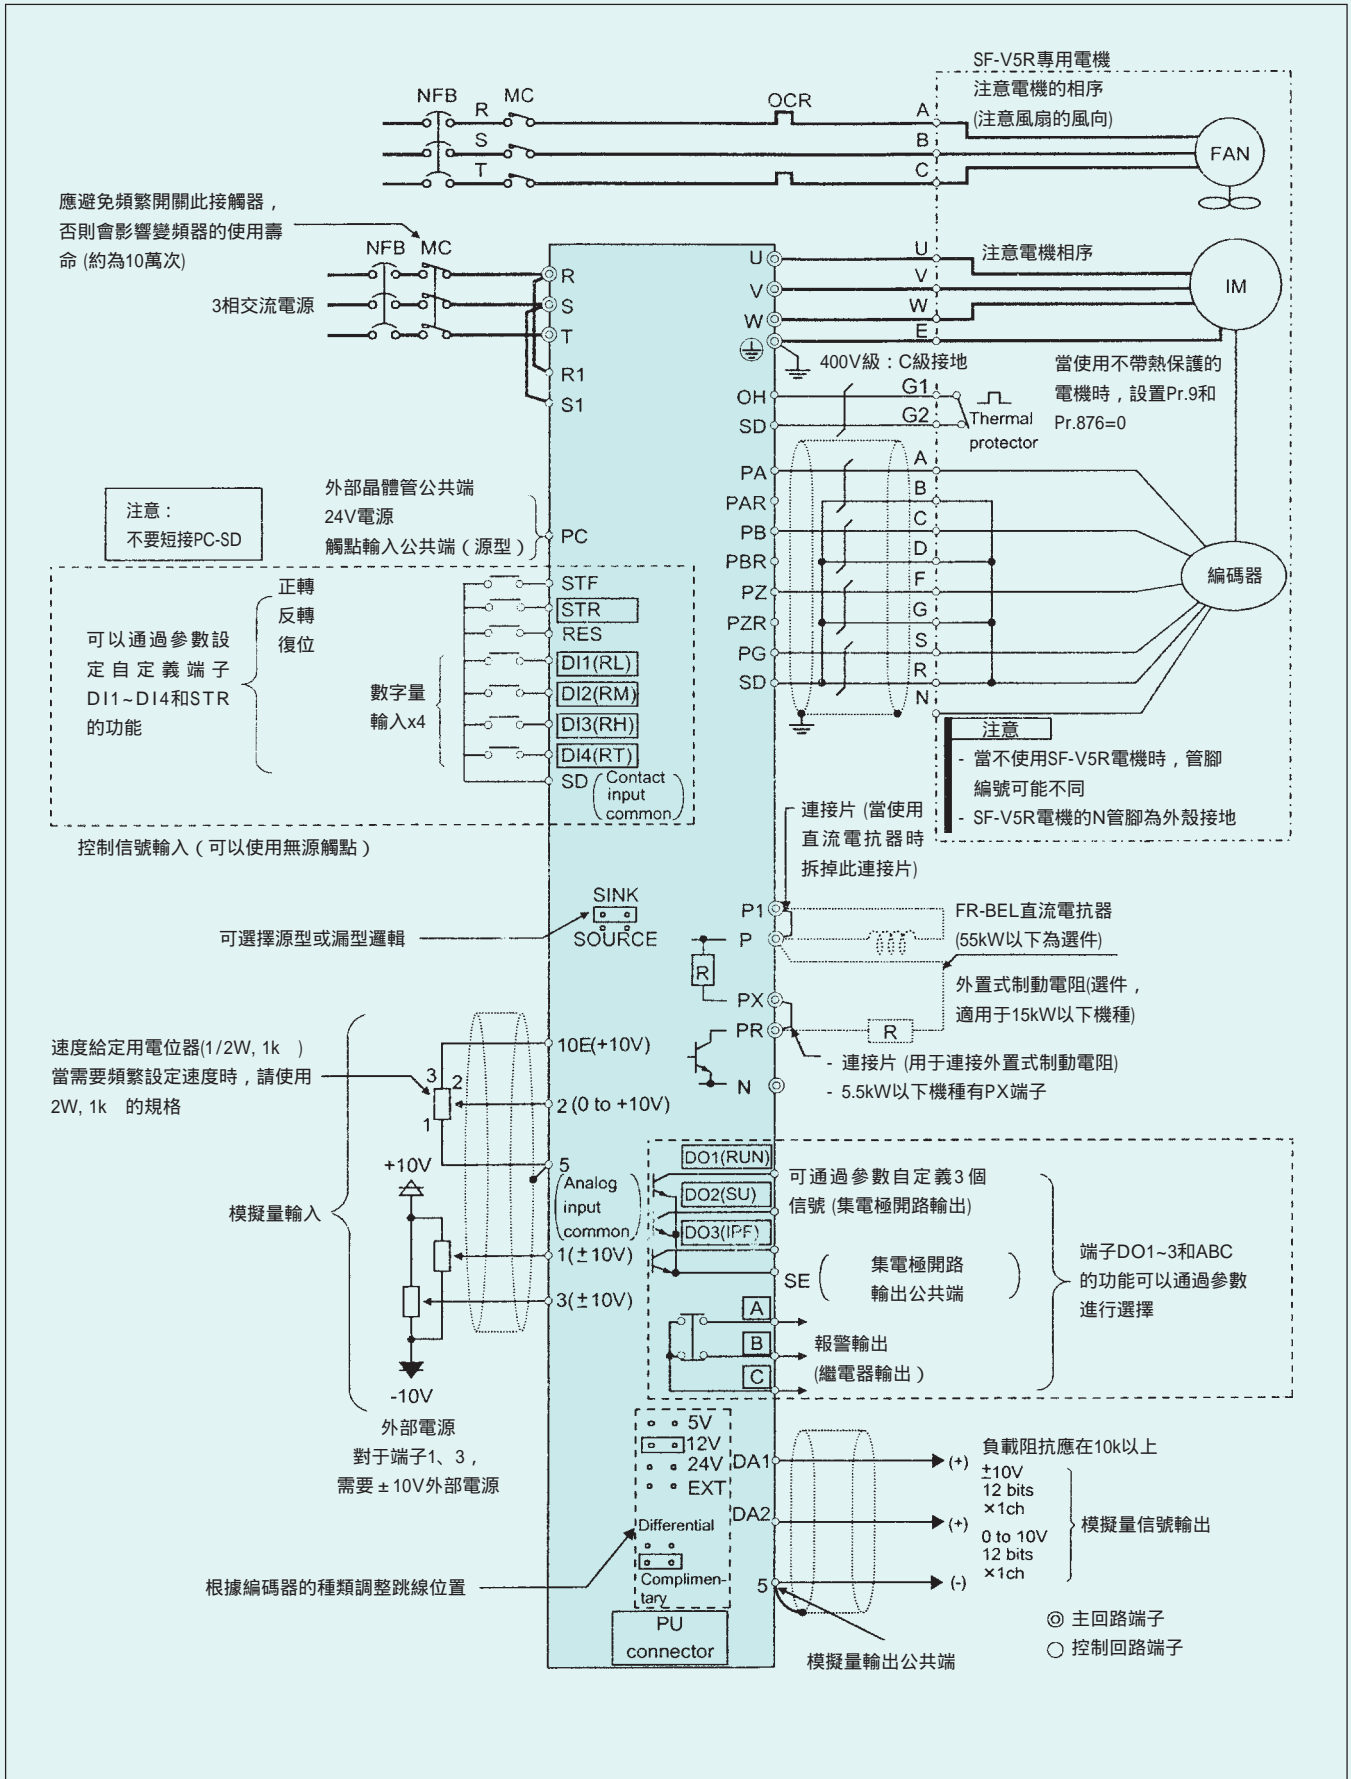 SF-V5R專用電機
注意電機的相序
(注意風扇的風向)
NFB
MC
OCR
R
S
T
A
B
C
FAN
應避免頻繁開關此接觸器，
否則會影響變頻器的使用壽
命 (約為10萬次)
NFB
MC
3相交流電源
R
S
T
R1
S1
U
V
W
U
V
W
E
注意電機相序
IM
400V級：C級接地
當使用不帶熱保護的
電機時，設置Pr.9和
Pr.876=0
OH
SD
G1
G2
Thermal
protector
PA
PAR
PB
PBR
PZ
PZR
PG
SD
A
B
C
D
F
G
S
R
N
編碼器
注意：
不要短接PC-SD
外部晶體管公共端
24V電源
觸點輸入公共端（源型）
PC
正轉
反轉
復位
可以通過參數設
定自定義端子
DI1~DI4和STR
的功能
數字量
輸入x4
STF
STR
RES
DI1(RL)
DI2(RM)
DI3(RH)
DI4(RT)
SD
Contact
input
common
控制信號輸入（可以使用無源觸點）
注意
- 當不使用SF-V5R電機時，管腳
編號可能不同
- SF-V5R電機的N管腳為外殼接地
連接片 (當使用
直流電抗器時
拆掉此連接片)
SINK
SOURCE
可選擇源型或漏型邏輯
P1
P
R
PX
PR
N
FR-BEL直流電抗器
(55kW以下為選件)
外置式制動電阻(選件，
適用于15kW以下機種)
R
- 連接片 (用于連接外置式制動電阻)
- 5.5kW以下機種有PX端子
速度給定用電位器(1/2W, 1k )
當需要頻繁設定速度時，請使用
2W, 1k 的規格
3
2
1
10E(+10V)
2 (0 to +10V)
5
Analog
input
common
1(±10V)
3(±10V)
+10V
模擬量輸入
-10V
外部電源
對于端子1、3，
需要±10V外部電源
DO1(RUN)
DO2(SU)
DO3(IPF)
可通過參數自定義3個
信號 (集電極開路輸出)
SE
集電極開路
輸出公共端
端子DO1~3和ABC
的功能可以通過參數
進行選擇
A
B
C
報警輸出
(繼電器輸出）
5V
12V
24V
EXT
Differential
Complimen-
tary
根據編碼器的種類調整跳線位置
DA1
DA2
5
(+)
(+)
(-)
負載阻抗應在10k以上
±10V
12 bits
×1ch
0 to 10V
12 bits
×1ch
模擬量信號輸出
PU
connector
模擬量輸出公共端
◎ 主回路端子
○ 控制回路端子